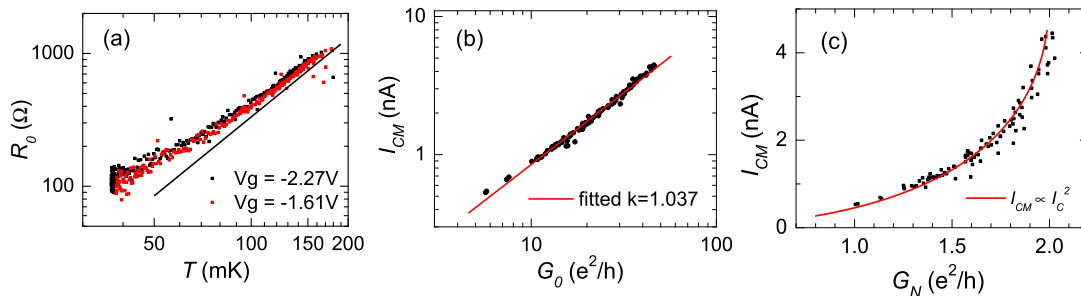 (a)
1000
100
R0 (Ω)
Vg = -2.27V
Vg = -1.61V
50
100
150
200
T (mK)
(b)
10
1
ICM (nA)
fitted k=1.037
10
100
G0 (e²/h)
(c)
4
2
0
ICM (nA)
ICM ∝ IC²
1.0
1.5
2.0
GN (e²/h)